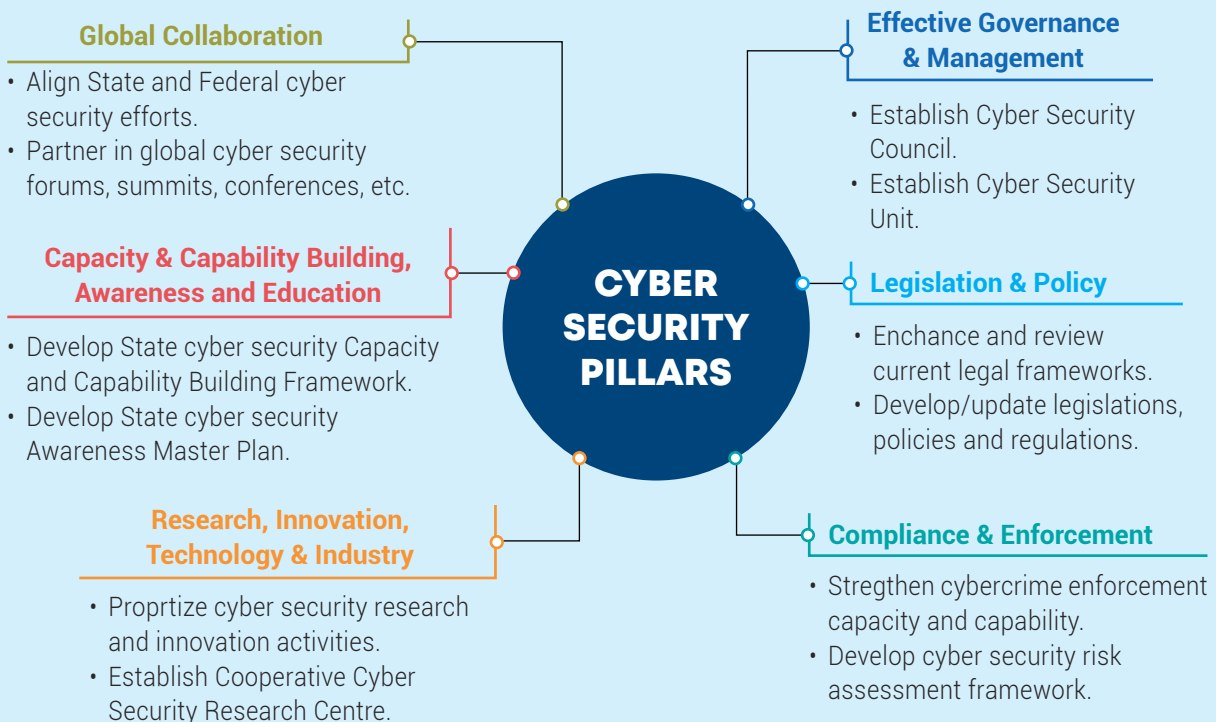 Global Collaboration
• Align State and Federal cyber
security efforts.
• Partner in global cyber security
forums, summits, conferences, etc.
Capacity & Capability Building,
Awareness and Education
• Develop State cyber security Capacity
and Capability Building Framework.
• Develop State cyber security
Awareness Master Plan.
Research, Innovation,
Technology & Industry
• Proprtize cyber security research
and innovation activities.
• Establish Cooperative Cyber
Security Research Centre.
CYBER
SECURITY
PILLARS
Effective Governance
& Management
• Establish Cyber Security
Council.
• Establish Cyber Security
Unit.
Legislation & Policy
• Enchance and review
current legal frameworks.
• Develop/update legislations,
policies and regulations.
Compliance & Enforcement
• Stregthen cybercrime enforcement
capacity and capability.
• Develop cyber security risk
assessment framework.